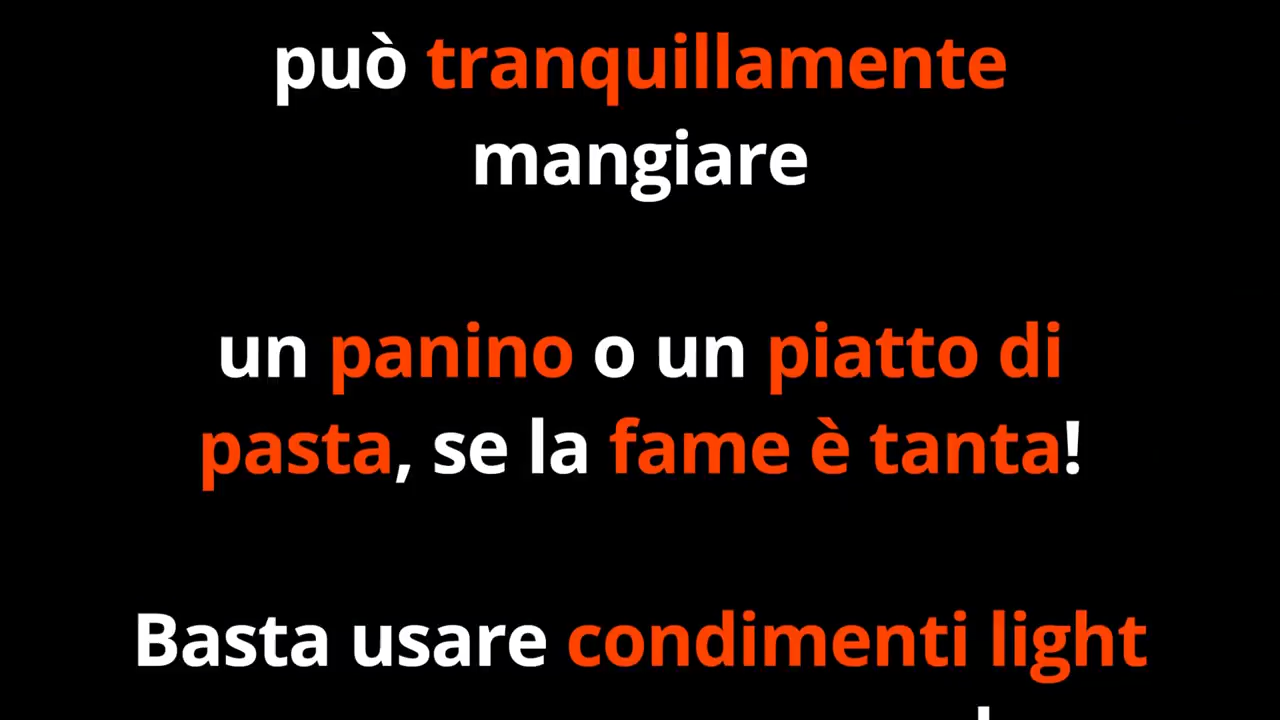 può tranquillamente
mangiare
un panino o un piatto di
pasta, se la fame è tanta!
Basta usare condimenti light